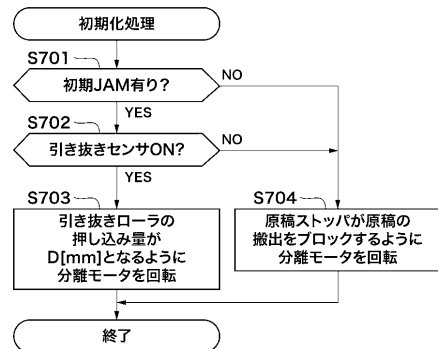 初期化処理
S701
初期JAM有り?
NO
YES
S702
引き抜きセンサON?
NO
YES
S703
引き抜きローラの
押し込み量が
D[mm]となるように
分離モータを回転
S704
原稿ストッパが原稿の
搬出をブロックするように
分離モータを回転
終了